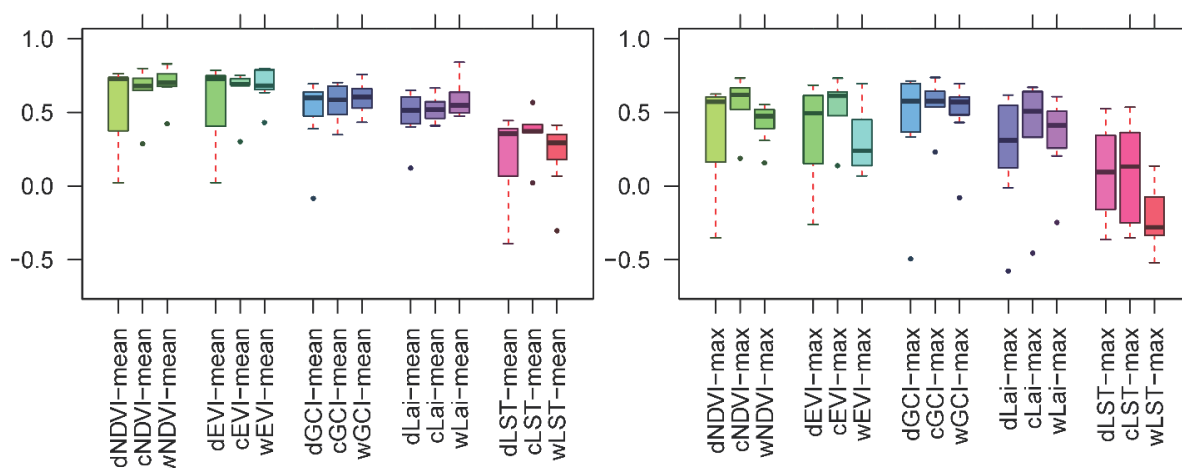 1.0
0.5
0.0
−0.5
dNDVI−mean
cNDVI−mean
wNDVI−mean
dEVI−mean
cEVI−mean
wEVI−mean
dGCI−mean
cGCI−mean
wGCI−mean
dLai−mean
cLai−mean
wLai−mean
dLST−mean
cLST−mean
wLST−mean
1.0
0.5
0.0
−0.5
dNDVI−max
cNDVI−max
wNDVI−max
dEVI−max
cEVI−max
wEVI−max
dGCI−max
cGCI−max
wGCI−max
dLai−max
cLai−max
wLai−max
dLST−max
cLST−max
wLST−max